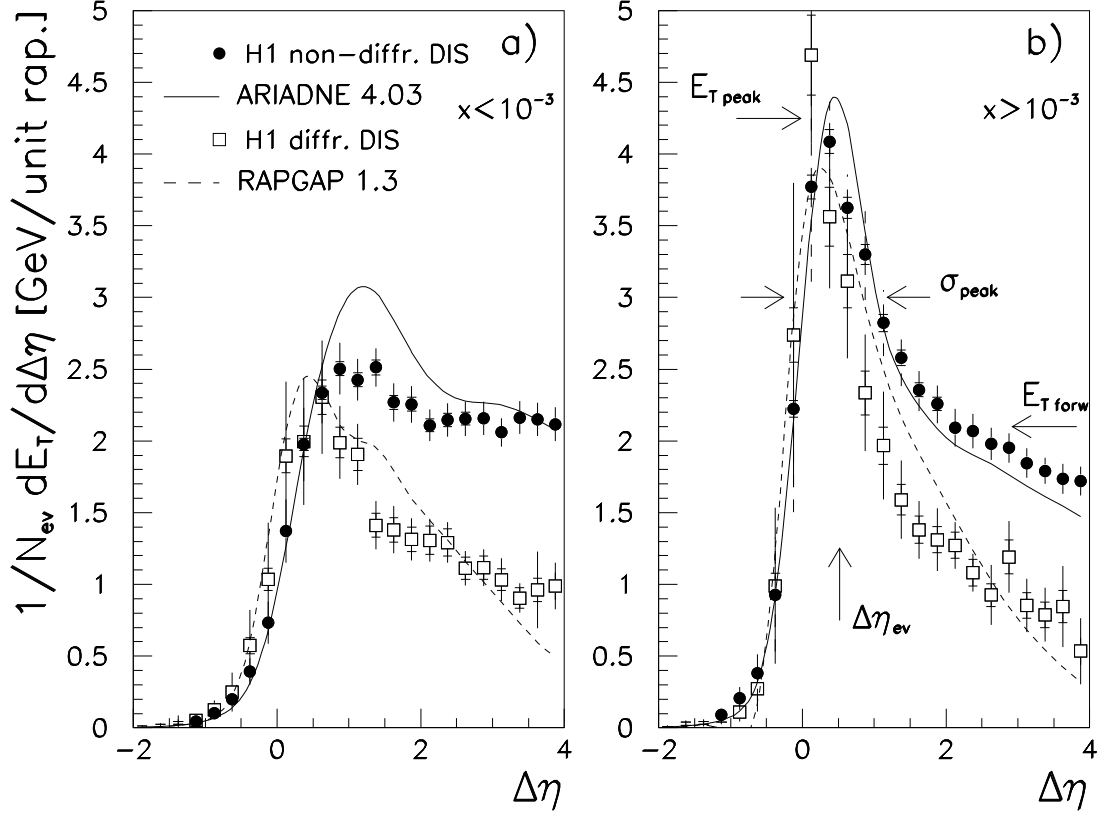 1/N_ev dE_T/dΔη [GeV/unit rap.]
5
4.5
4
3.5
3
2.5
2
1.5
1
0.5
0
a)
H1 non-diffr. DIS
ARIADNE 4.03
x<10⁻³
H1 diffr. DIS
RAPGAP 1.3
-2
0
2
4
Δη
5
4.5
4
3.5
3
2.5
2
1.5
1
0.5
0
b)
E_T peak
x>10⁻³
σ_peak
E_T forw
Δη_ev
-2
0
2
4
Δη